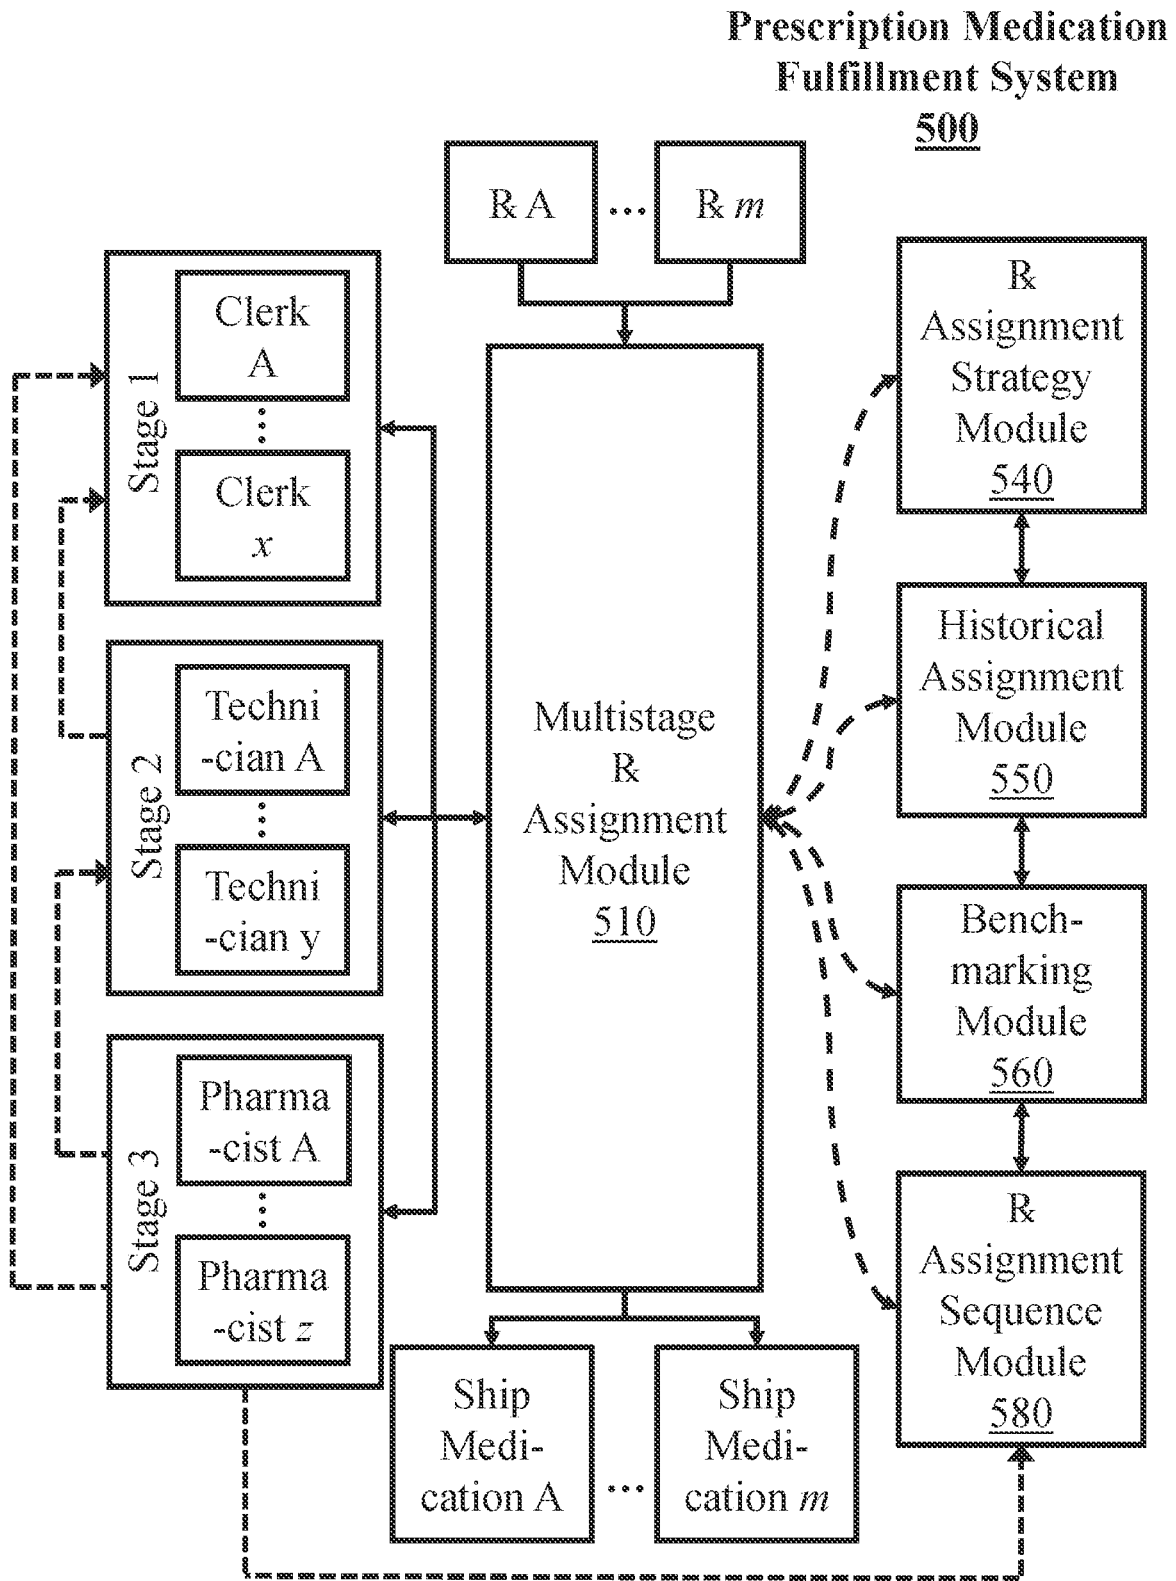 Prescription Medication
Fulfillment System
500
℞ A
...
℞ m
Stage 1
Clerk
A
Clerk
x
Stage 2
Techni
-cian A
Techni
-cian y
Stage 3
Pharma
-cist A
Pharma
-cist z
Multistage
℞
Assignment
Module
510
℞
Assignment
Strategy
Module
540
Historical
Assignment
Module
550
Bench-
marking
Module
560
℞
Assignment
Sequence
Module
580
Ship
Medi-
cation A
...
Ship
Medi-
cation m